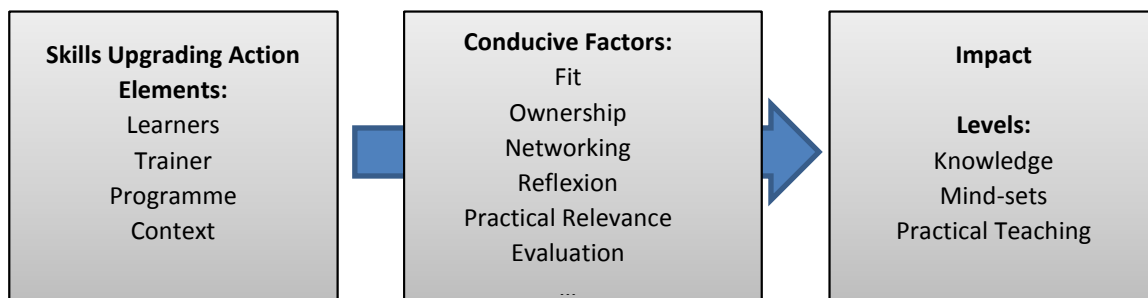 Skills Upgrading Action
Elements:
Learners
Trainer
Programme
Context
Conducive Factors:
Fit
Ownership
Networking
Reflexion
Practical Relevance
Evaluation
...
Impact
Levels:
Knowledge
Mind-sets
Practical Teaching